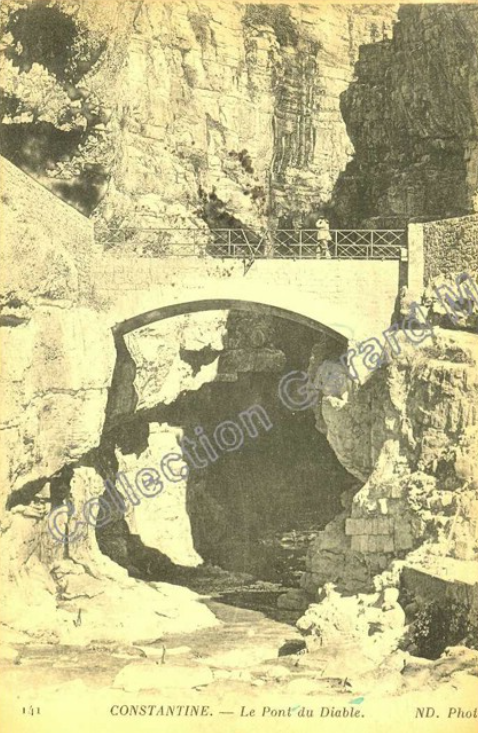 Collection Gérard M
141 CONSTANTINE. — Le Pont du Diable. ND. Phot